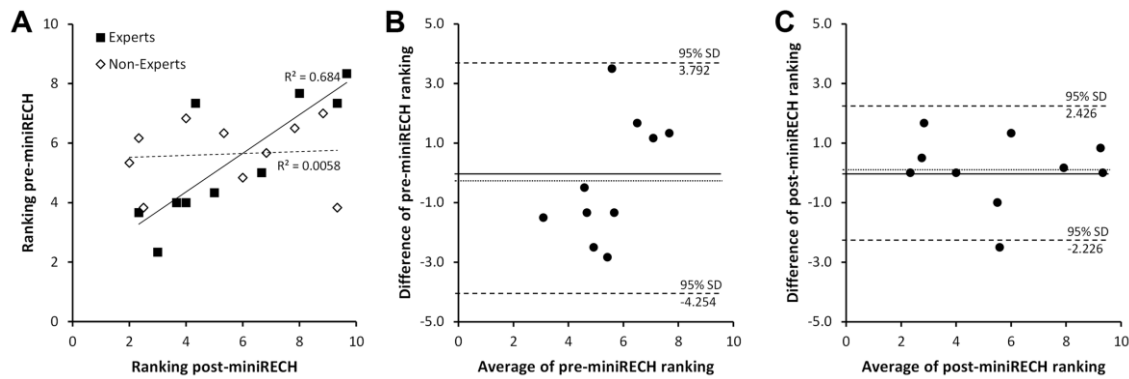 A
Ranking pre-miniRECH
10
8
6
4
2
0
Experts
Non-Experts
R² = 0.684
R² = 0.0058
0 2 4 6 8 10
Ranking post-miniRECH
B
Difference of pre-miniRECH ranking
5.0
3.0
1.0
-1.0
-3.0
-5.0
95% SD
3.792
95% SD
-4.254
0 2 4 6 8 10
Average of pre-miniRECH ranking
C
Difference of post-miniRECH ranking
5.0
3.0
1.0
-1.0
-3.0
-5.0
95% SD
2.426
95% SD
-2.226
0 2 4 6 8 10
Average of post-miniRECH ranking